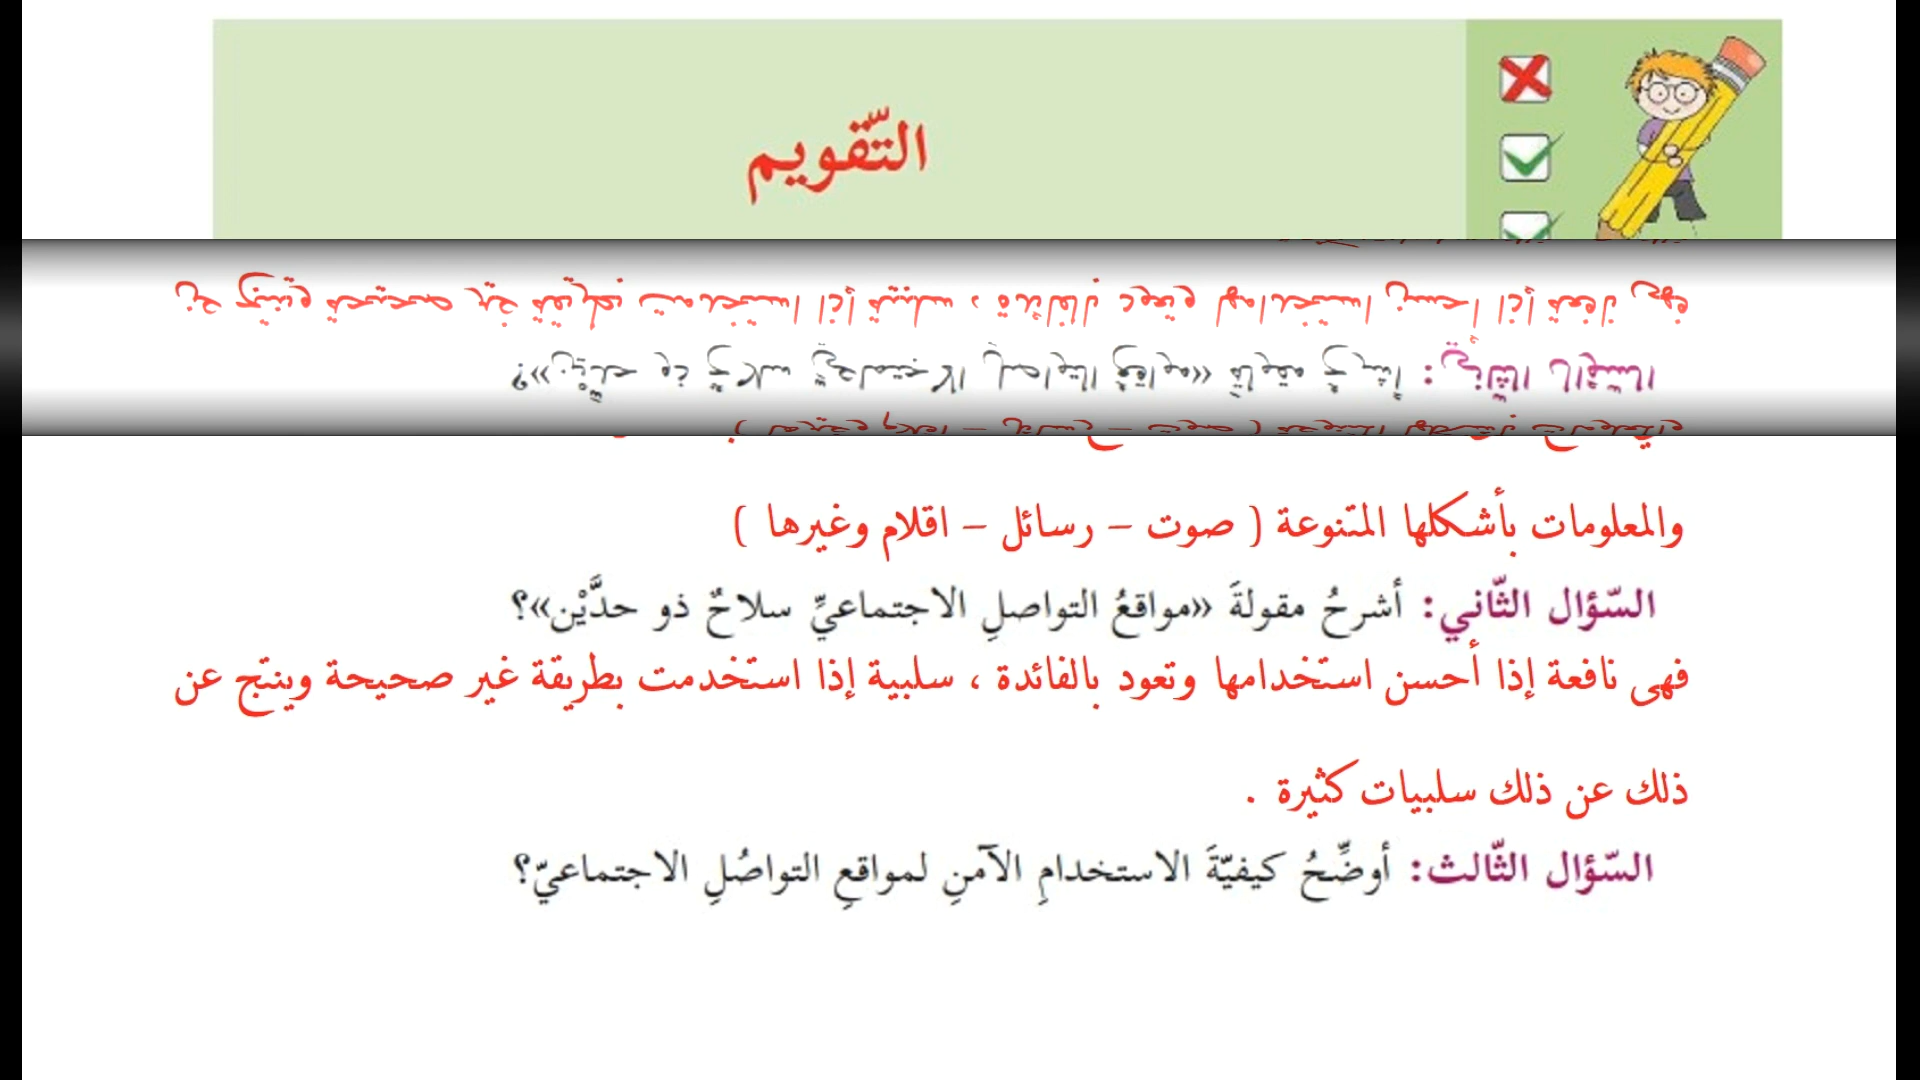 التّقويم
والمعلومات بأشكلها المتنوعة ( صوت – رسائل – اقلام وغيرها )
السّؤال الثّاني: أشرحُ مقولةَ «مواقعُ التواصلِ الاجتماعيِّ سلاحٌ ذو حدَّيْن»؟
فهى نافعة إذا أحسن استخدامها وتعود بالفائدة ، سلبية إذا استخدمت بطريقة غير صحيحة وينتج عن
ذلك عن ذلك سلبيات كثيرة .
السّؤال الثّالث: أوضِّحُ كيفيّةَ الاستخدامِ الآمنِ لمواقعِ التواصُلِ الاجتماعيّ؟